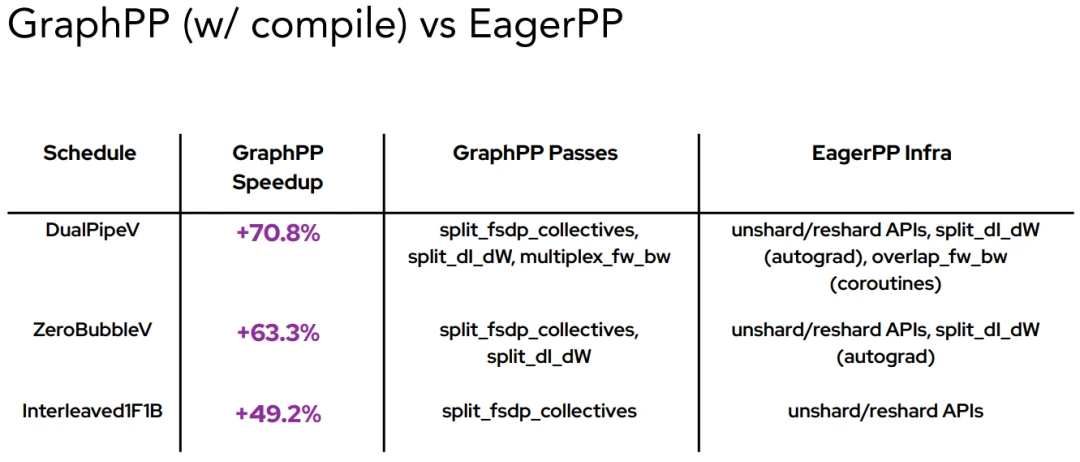 GraphPP (w/ compile) vs EagerPP
Schedule
GraphPP
Speedup
GraphPP Passes
EagerPP Infra
DualPipeV
+70.8%
split_fsdp_collectives,
split_dI_dW, multiplex_fw_bw
unshard/reshard APIs, split_dI_dW
(autograd), overlap_fw_bw
(coroutines)
ZeroBubbleV
+63.3%
split_fsdp_collectives,
split_dI_dW
unshard/reshard APIs, split_dI_dW
(autograd)
Interleaved1F1B
+49.2%
split_fsdp_collectives
unshard/reshard APIs